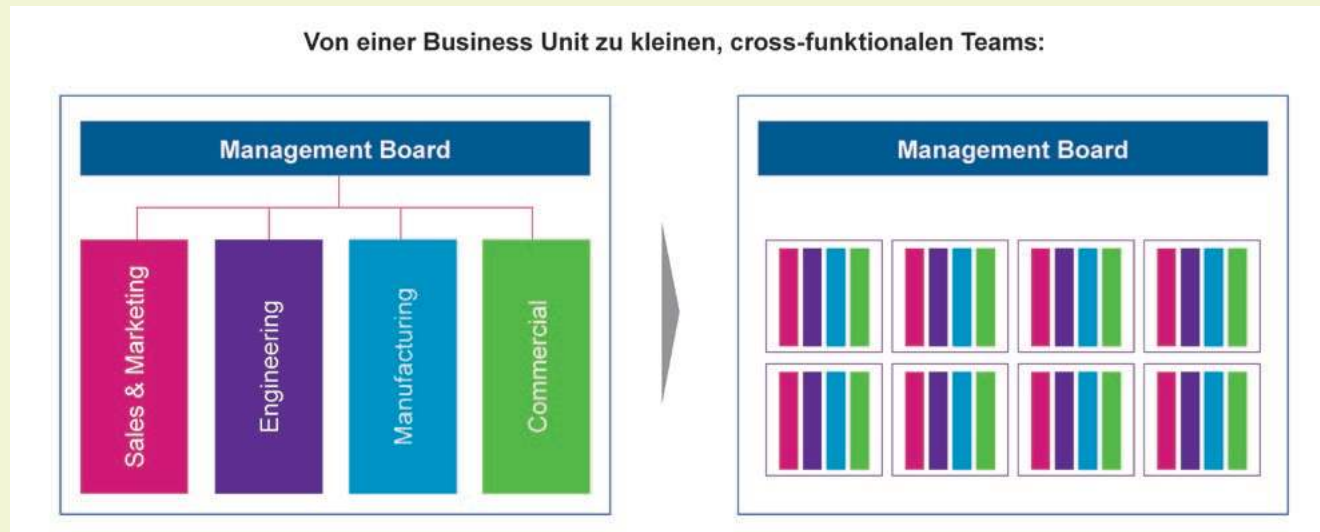 Von einer Business Unit zu kleinen, cross-funktionalen Teams:
Management Board
Sales & Marketing
Engineering
Manufacturing
Commercial
Management Board